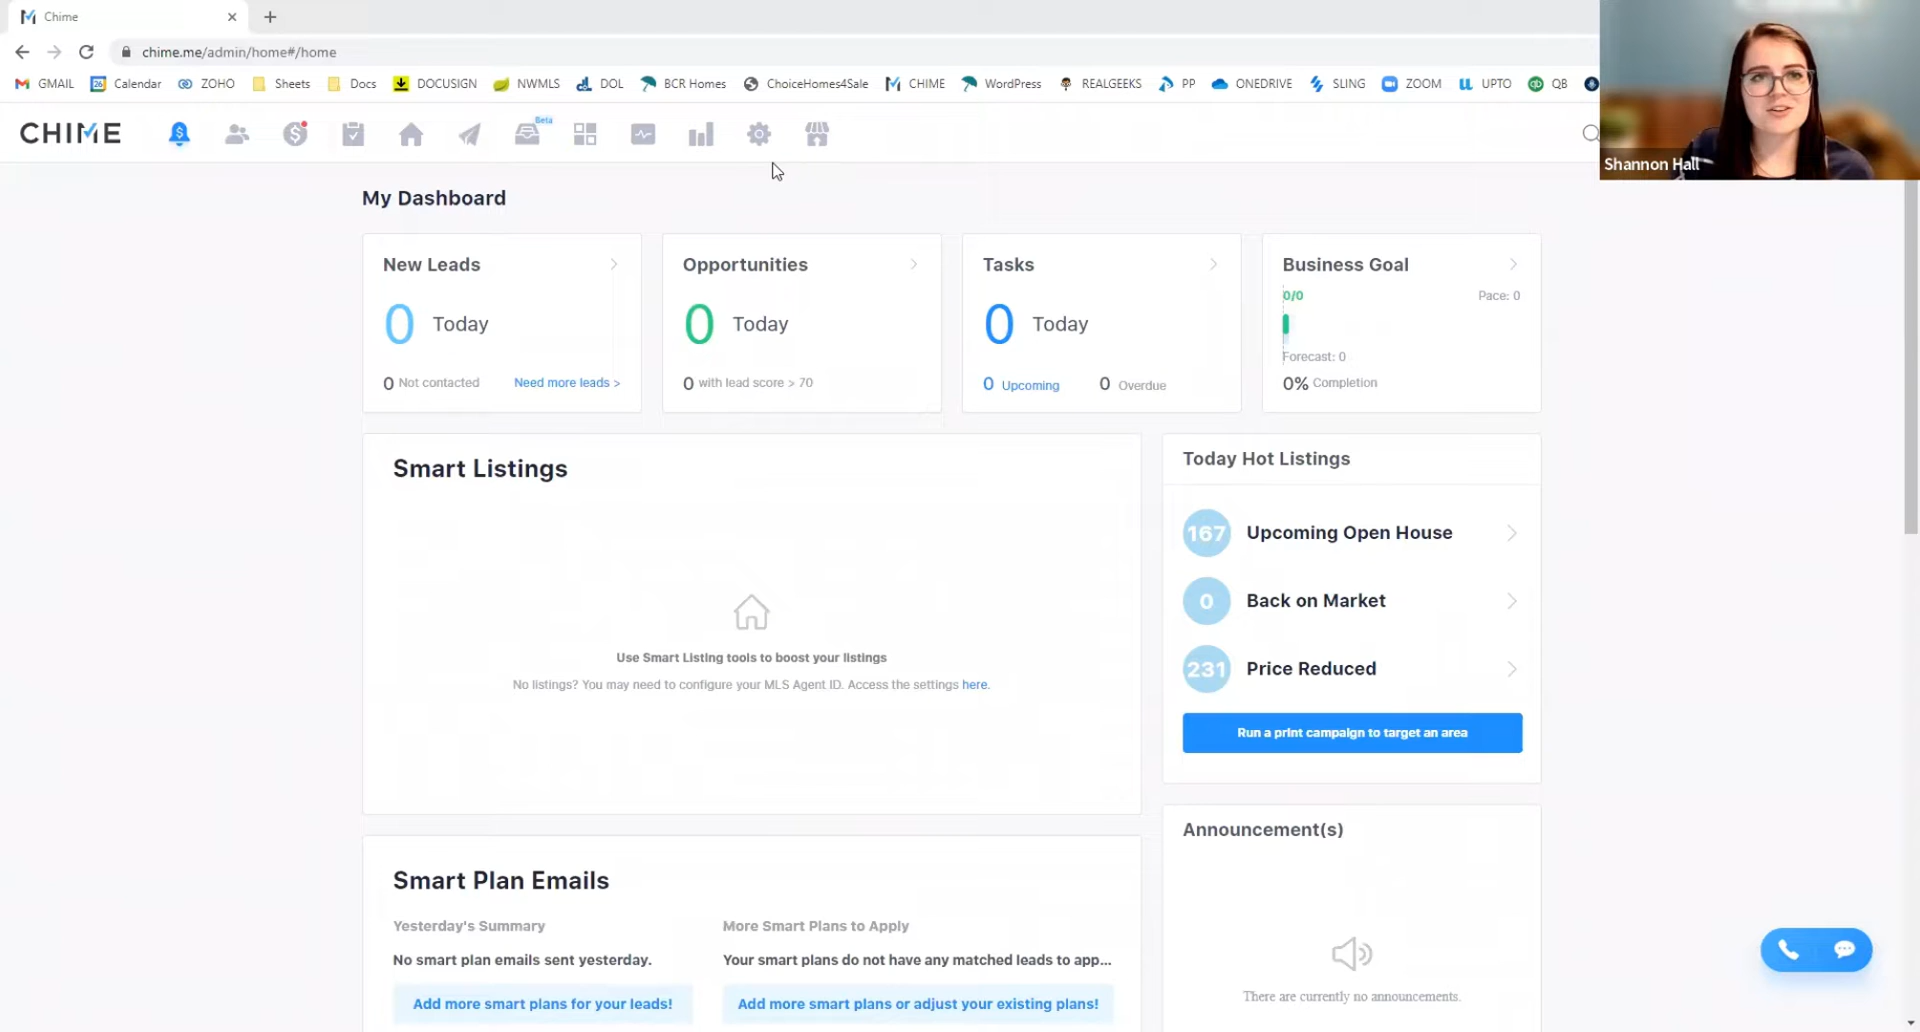 Chime
chime.me/admin/home#/home
GMAIL Calendar ZOHO Sheets Docs DOCUSIGN NWMLS DOL BCR Homes ChoiceHomes4Sale CHIME WordPress REALGEEKS PP ONEDRIVE SLING ZOOM UPTO QB
CHIME Beta
Shannon Hall
My Dashboard
New Leads
0 Today
0 Not contacted Need more leads >
Opportunities
0 Today
0 with lead score > 70
Tasks
0 Today
0 Upcoming 0 Overdue
Business Goal
0/0 Pace: 0
Forecast: 0
0% Completion
Smart Listings
Use Smart Listing tools to boost your listings
No listings? You may need to configure your MLS Agent ID. Access the settings here.
Today Hot Listings
167 Upcoming Open House
0 Back on Market
231 Price Reduced
Run a print campaign to target an area
Smart Plan Emails
Yesterday's Summary
No smart plan emails sent yesterday.
Add more smart plans for your leads!
More Smart Plans to Apply
Your smart plans do not have any matched leads to app...
Add more smart plans or adjust your existing plans!
Announcement(s)
There are currently no announcements.